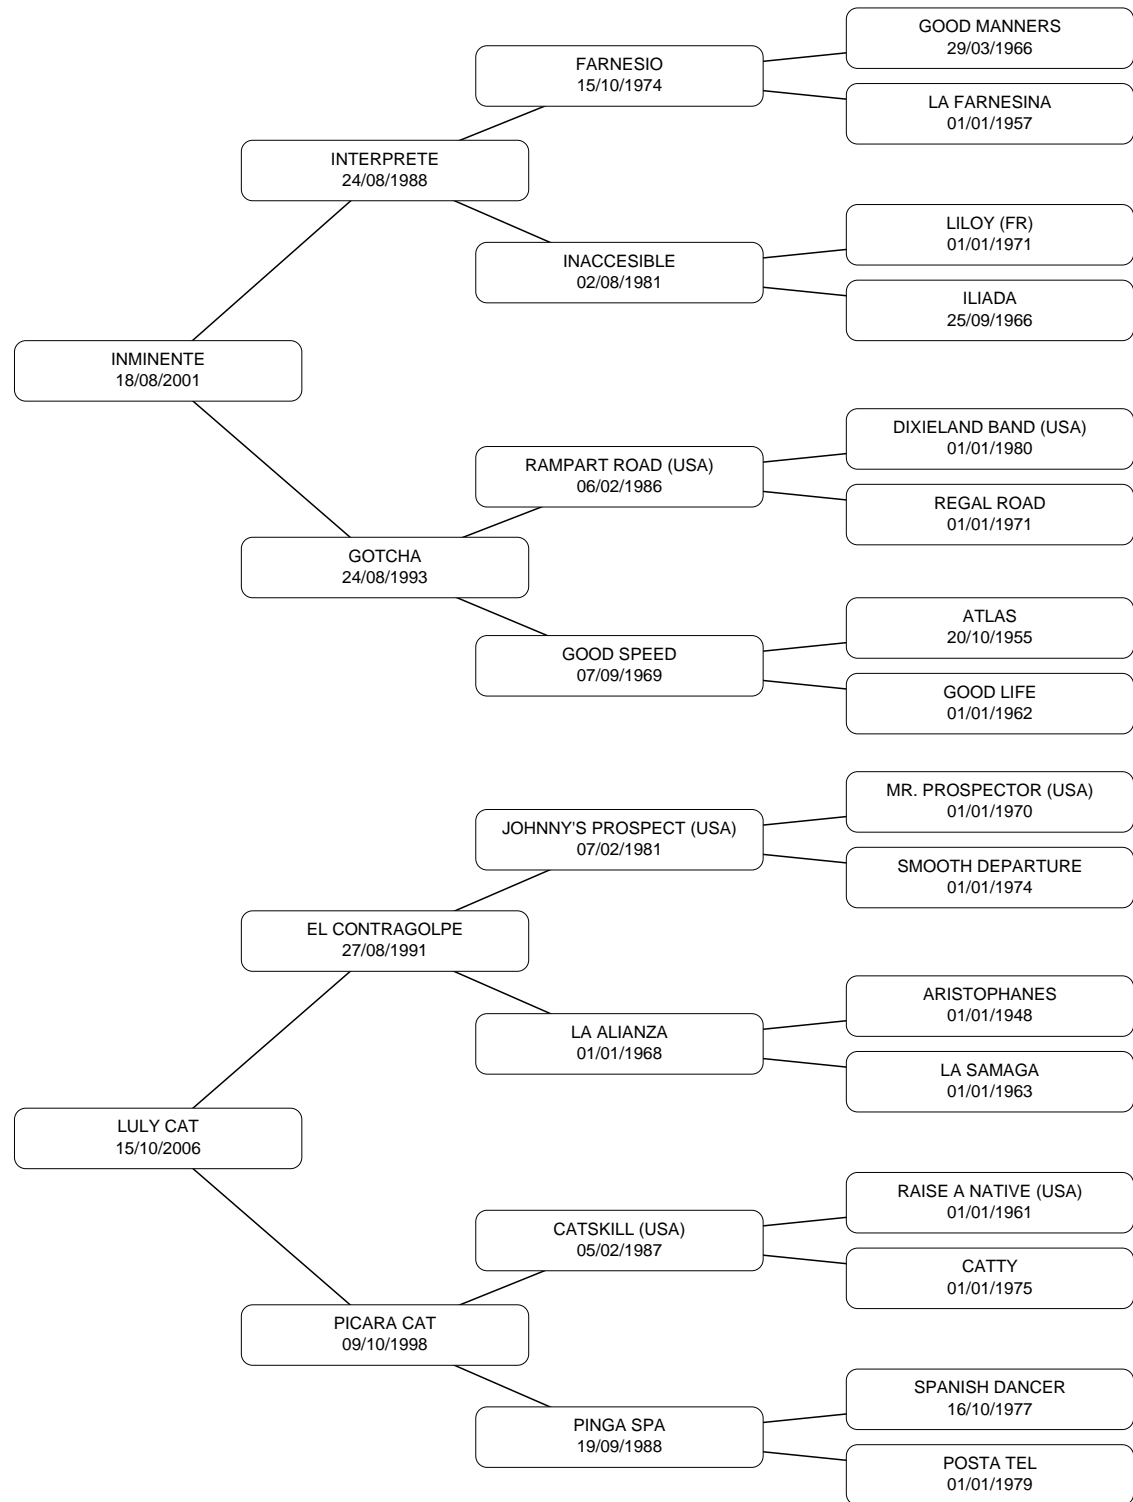 GOOD MANNERS
29/03/1966
FARNESIO
15/10/1974
LA FARNESINA
01/01/1957
INTERPRETE
24/08/1988
LILOY (FR)
01/01/1971
INACCESIBLE
02/08/1981
ILIADA
25/09/1966
INMINENTE
18/08/2001
DIXIELAND BAND (USA)
01/01/1980
RAMPART ROAD (USA)
06/02/1986
REGAL ROAD
01/01/1971
GOTCHA
24/08/1993
ATLAS
20/10/1955
GOOD SPEED
07/09/1969
GOOD LIFE
01/01/1962
MR. PROSPECTOR (USA)
01/01/1970
JOHNNY'S PROSPECT (USA)
07/02/1981
SMOOTH DEPARTURE
01/01/1974
EL CONTRAGOLPE
27/08/1991
ARISTOPHANES
01/01/1948
LA ALIANZA
01/01/1968
LA SAMAGA
01/01/1963
LULY CAT
15/10/2006
RAISE A NATIVE (USA)
01/01/1961
CATSKILL (USA)
05/02/1987
CATTY
01/01/1975
PICARA CAT
09/10/1998
SPANISH DANCER
16/10/1977
PINGA SPA
19/09/1988
POSTA TEL
01/01/1979